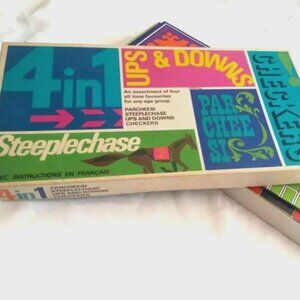 4in1
UPS & DOWNS
CHECKERS
An assortment of four
all time favourites
for any age group.
PARCHEESI
STEEPLECHASE
UPS AND DOWNS
CHECKERS
PAR
CHEE
SI
Steeplechase
4in1
PARCHEESI
STEEPLECHASE
UPS AND DOWNS
CHECKERS
EC INSTRUCTIONS EN FRANÇAIS